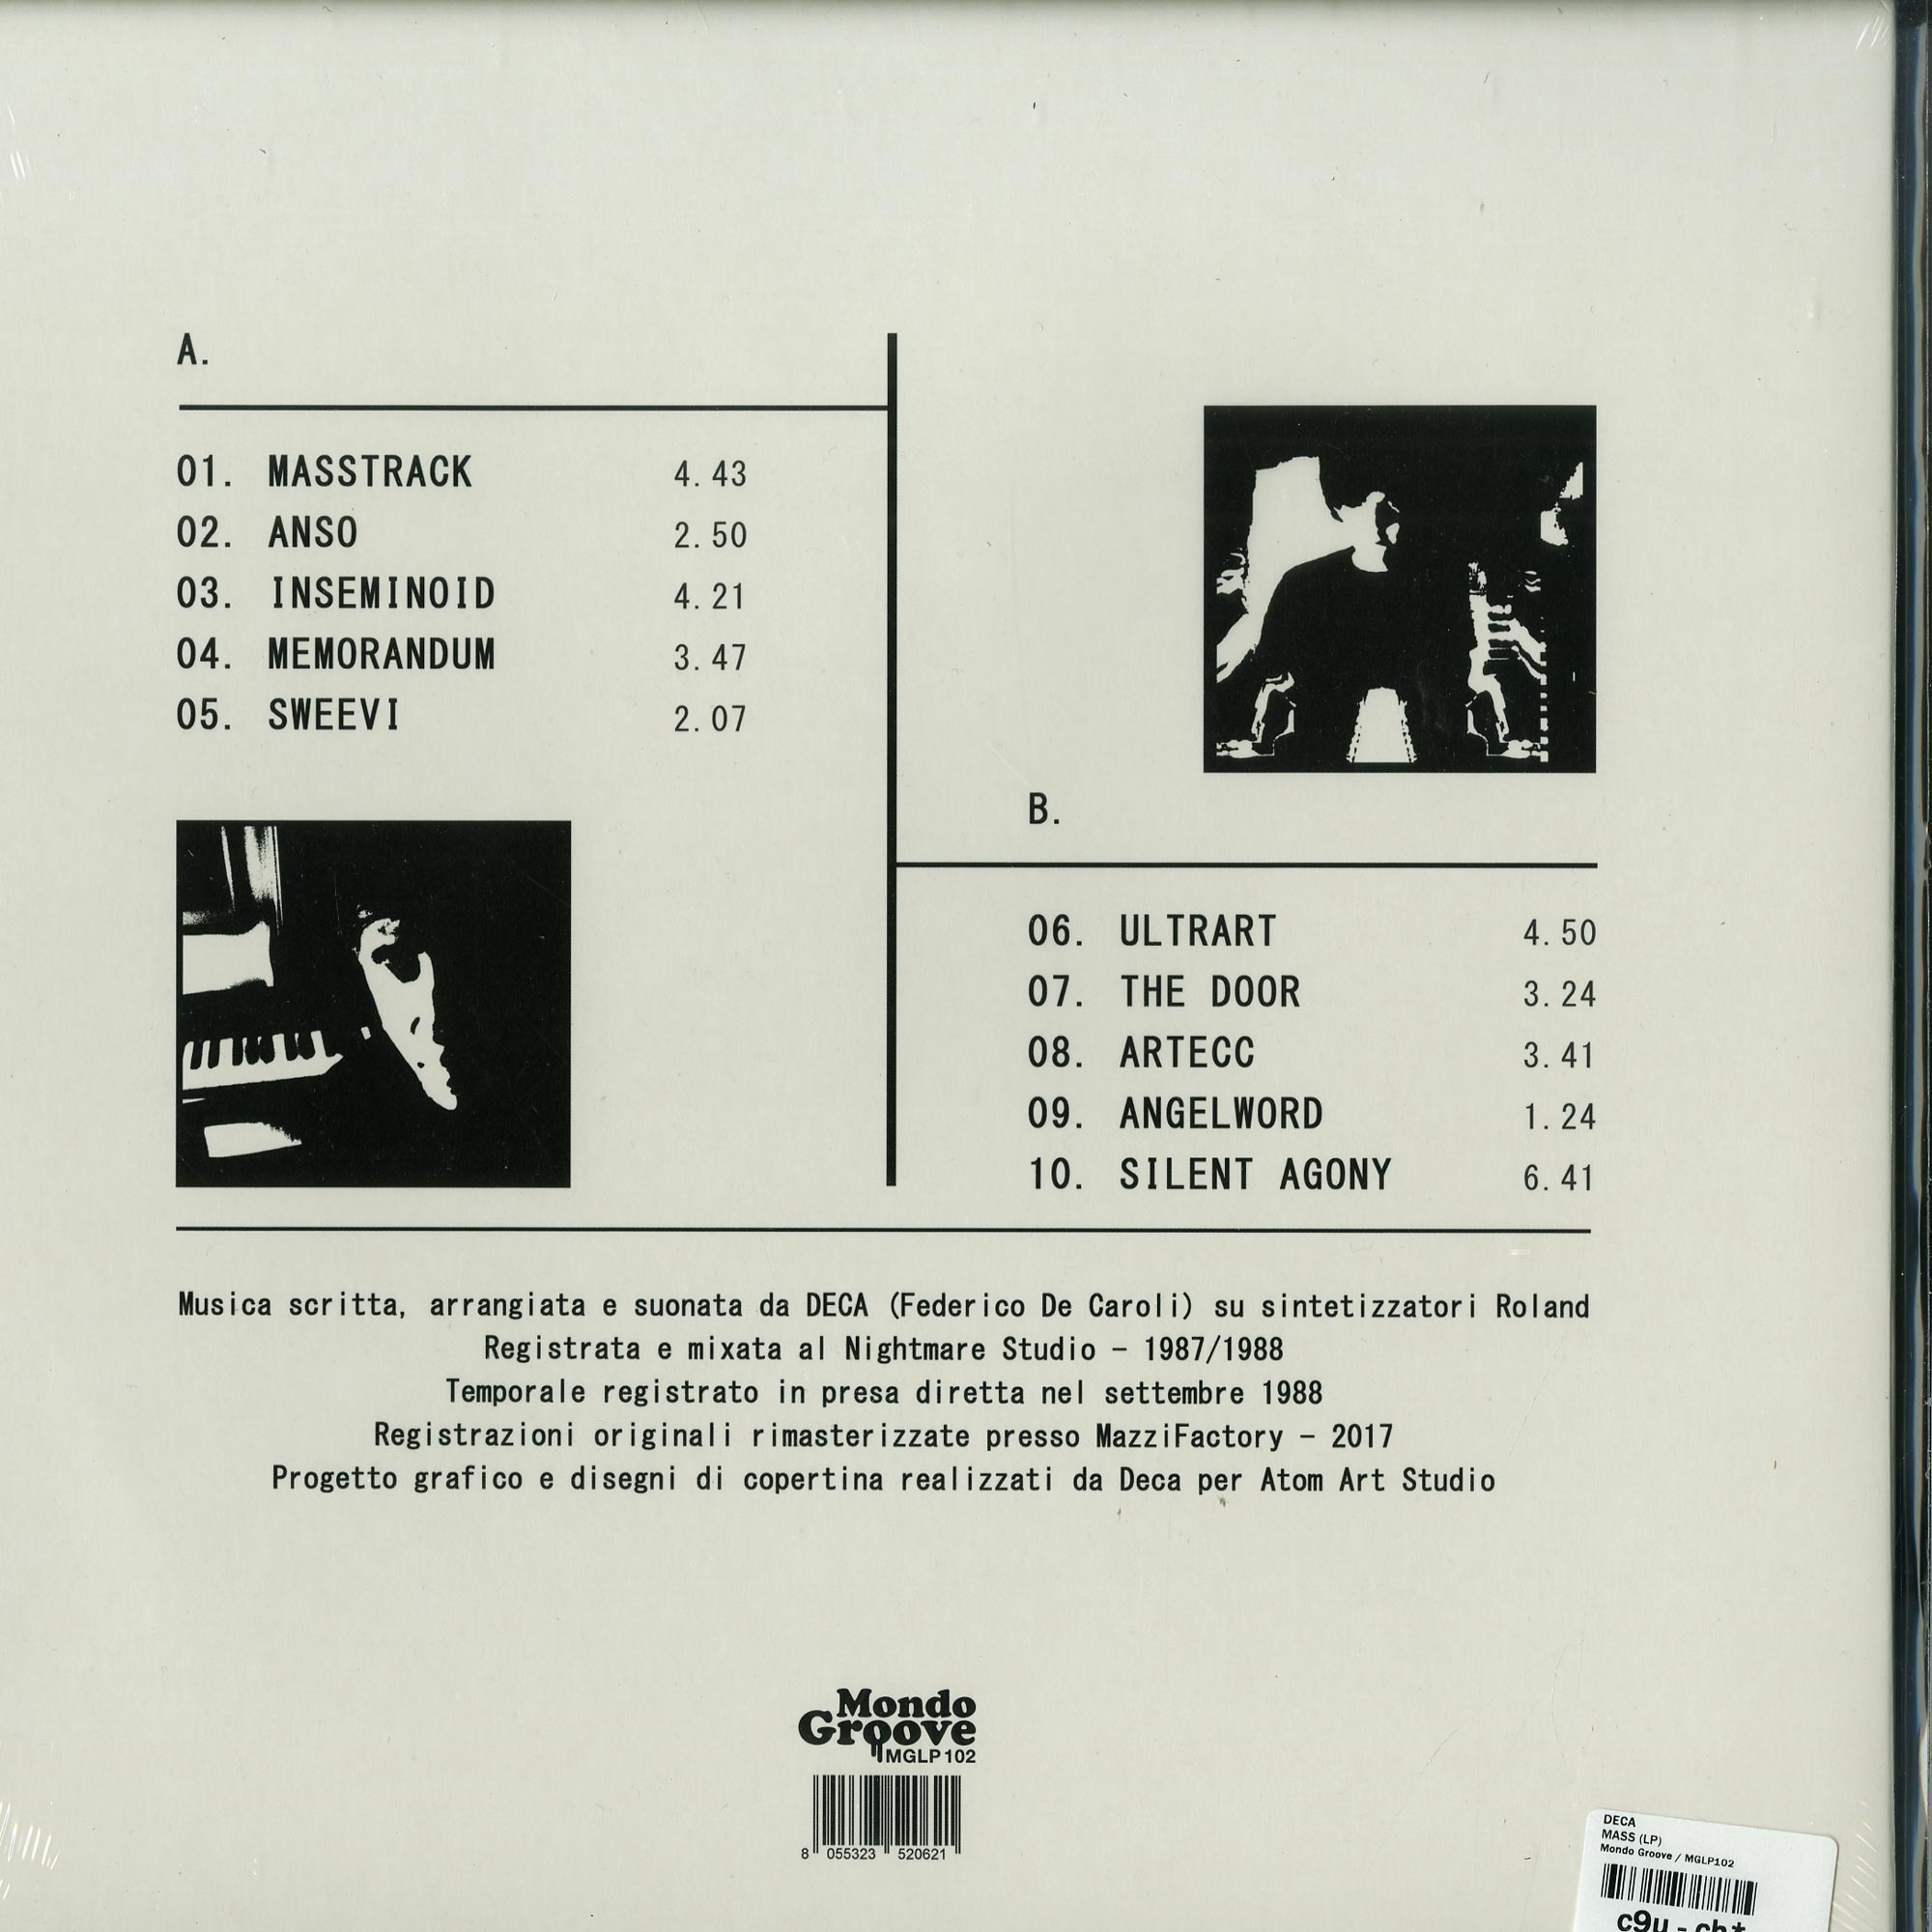 A.
01. MASSTRACK 4.43
02. ANSO 2.50
03. INSEMINOID 4.21
04. MEMORANDUM 3.47
05. SWEEVI 2.07
B.
06. ULTRART 4.50
07. THE DOOR 3.24
08. ARTECC 3.41
09. ANGELWORD 1.24
10. SILENT AGONY 6.41
Musica scritta, arrangiata e suonata da DECA (Federico De Caroli) su sintetizzatori Roland
Registrata e mixata al Nightmare Studio - 1987/1988
Temporale registrato in presa diretta nel settembre 1988
Registrazioni originali rimasterizzate presso MazziFactory - 2017
Progetto grafico e disegni di copertina realizzati da Deca per Atom Art Studio
Mondo
Groove
MGLP102
8 055323 520621
DECA
MASS (LP)
Mondo Groove / MGLP102